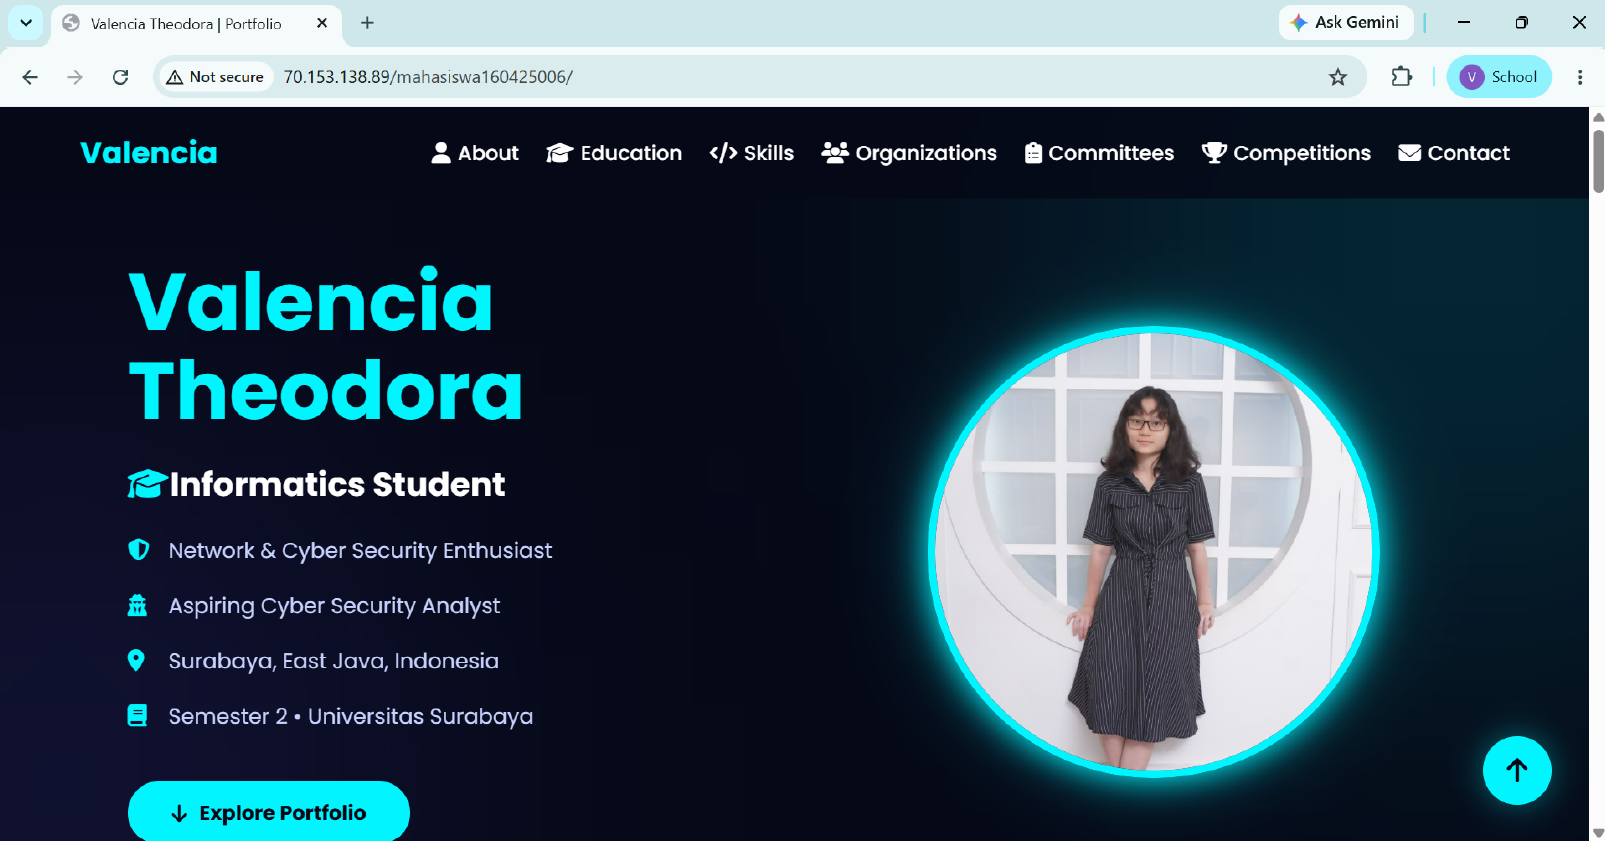 Valencia Theodora | Portfolio
Ask Gemini
Not secure
70.153.138.89/mahasiswa160425006/
V
School
Valencia
About
Education
Skills
Organizations
Committees
Competitions
Contact
Valencia
Theodora
Informatics Student
Network & Cyber Security Enthusiast
Aspiring Cyber Security Analyst
Surabaya, East Java, Indonesia
Semester 2 • Universitas Surabaya
Explore Portfolio